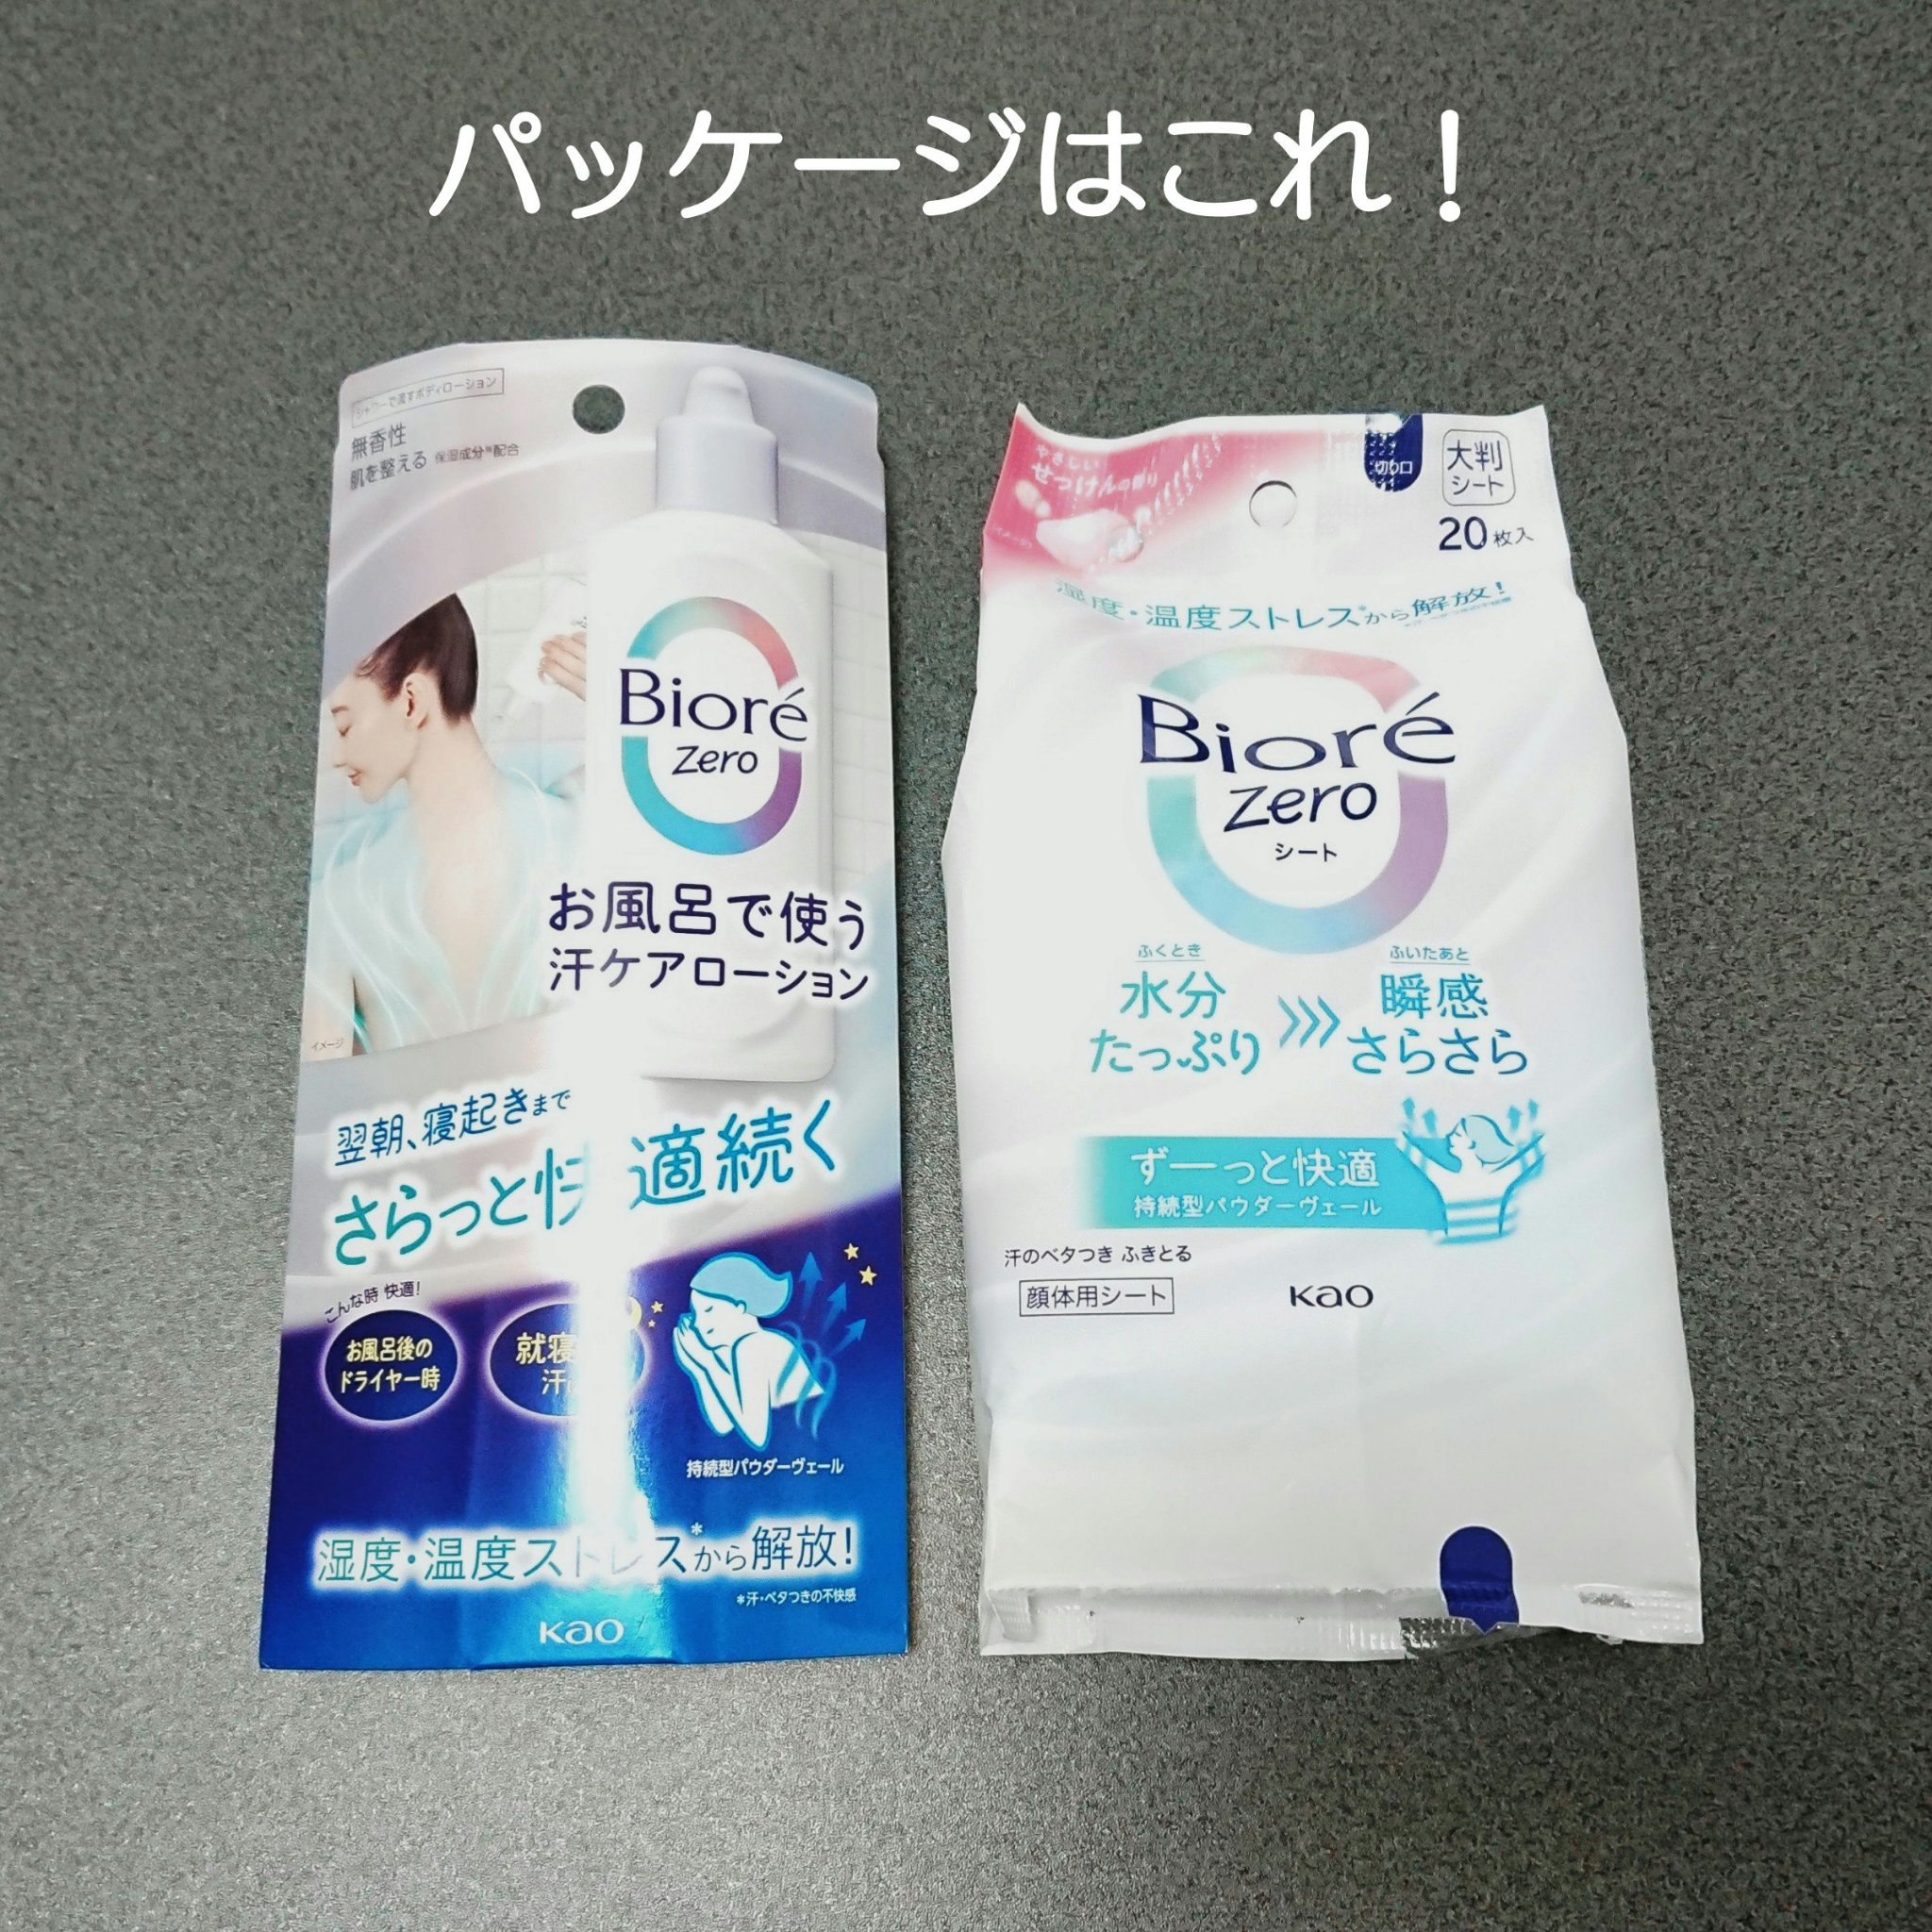 パッケージはこれ!
シャワーで流すボディローション
無香性
肌を整える 保湿成分*配合
Bioré
zero
お風呂で使う
汗ケアローション
イメージ
翌朝、寝起きまで
さらっと快適続く
こんな時 快適!
お風呂後の
ドライヤー時
就寝
汗
持続型パウダーヴェール
湿度・温度ストレス*から解放!
*汗・ベタつきの不快感
Kao
やさしい
せっけんの香り
(イメージ)
切り口
大判
シート
20枚入
湿度・温度ストレス*から解放!
Bioré
zero
シート
ふくとき
水分
たっぷり
ふいたあと
瞬感
さらさら
ずーっと快適
持続型パウダーヴェール
汗のベタつき ふきとる
顔体用シート
Kao